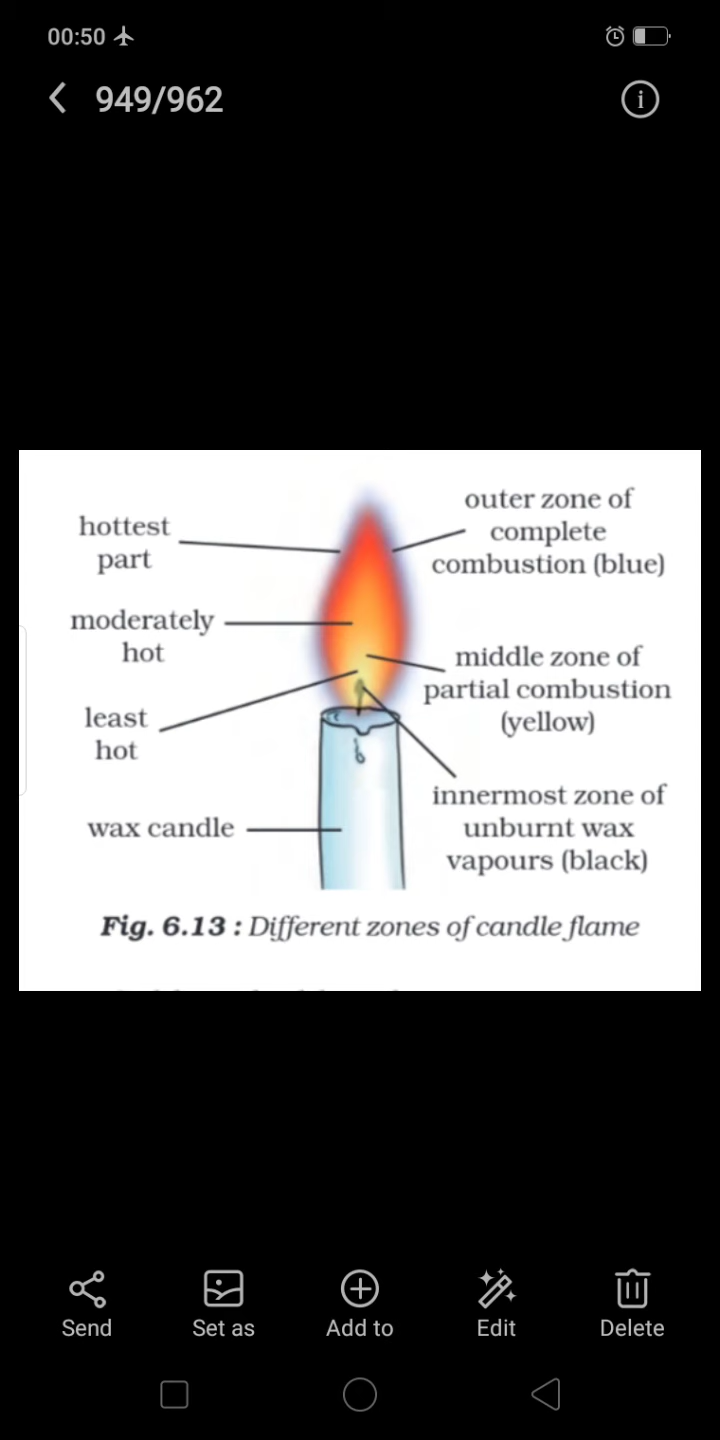 00:50
949/962
hottest
part
moderately
hot
least
hot
wax candle
outer zone of
complete
combustion (blue)
middle zone of
partial combustion
(yellow)
innermost zone of
unburnt wax
vapours (black)
Fig. 6.13 : Different zones of candle flame
Send
Set as
Add to
Edit
Delete